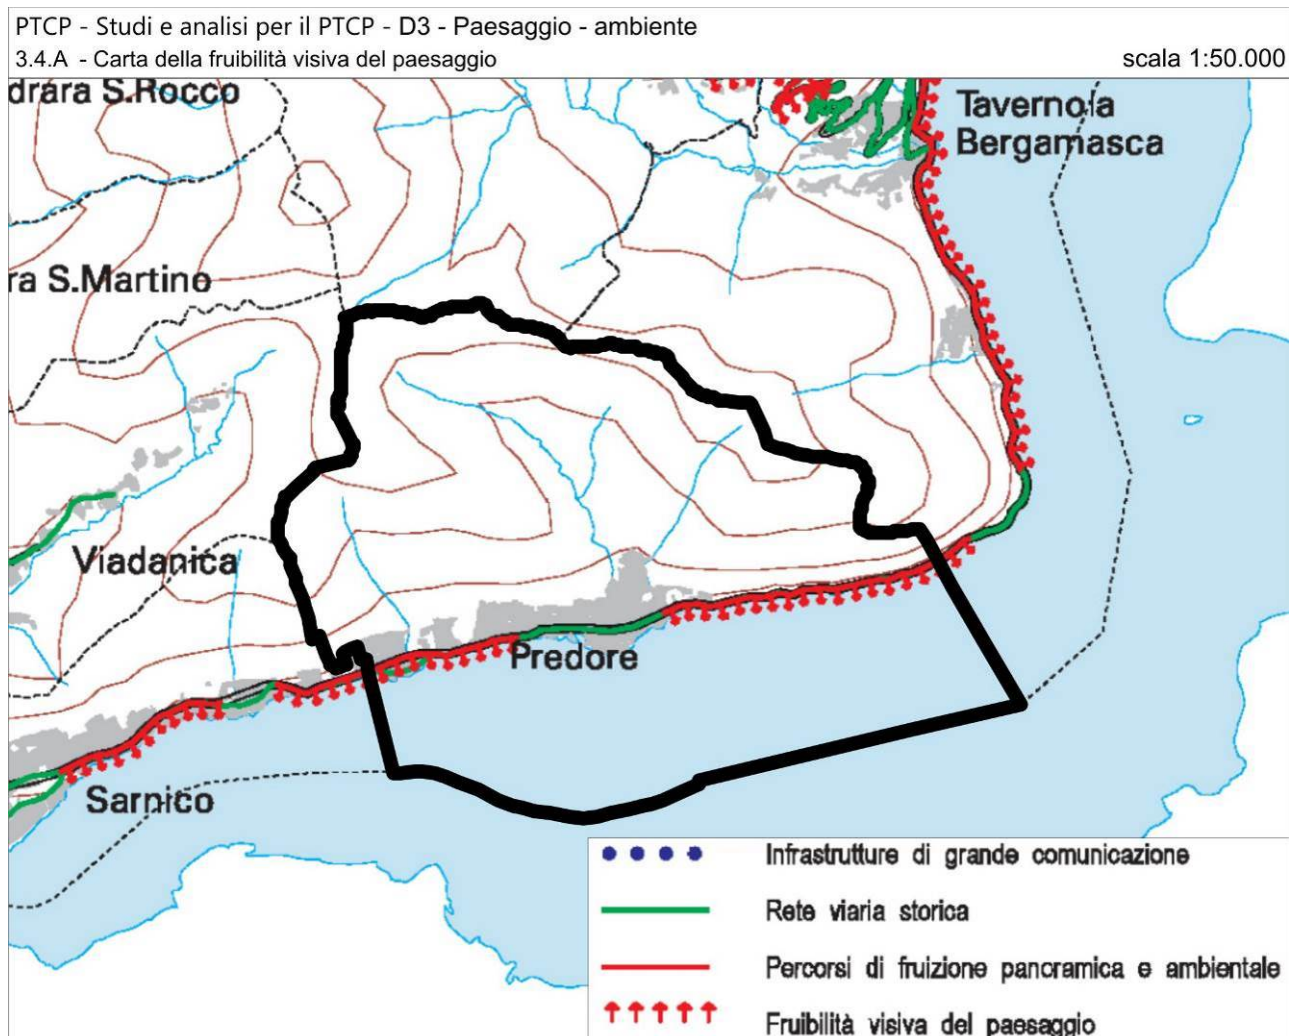 PTCP - Studi e analisi per il PTCP - D3 - Paesaggio - ambiente
3.4.A - Carta della fruibilità visiva del paesaggio
scala 1:50.000
drara S.Rocco
Tavernola
Bergamasca
ra S.Martino
Viadanica
Predore
Sarnico
Infrastrutture di grande comunicazione
Rete viaria storica
Percorsi di fruizione panoramica e ambientale
Fruibilità visiva del paesaggio